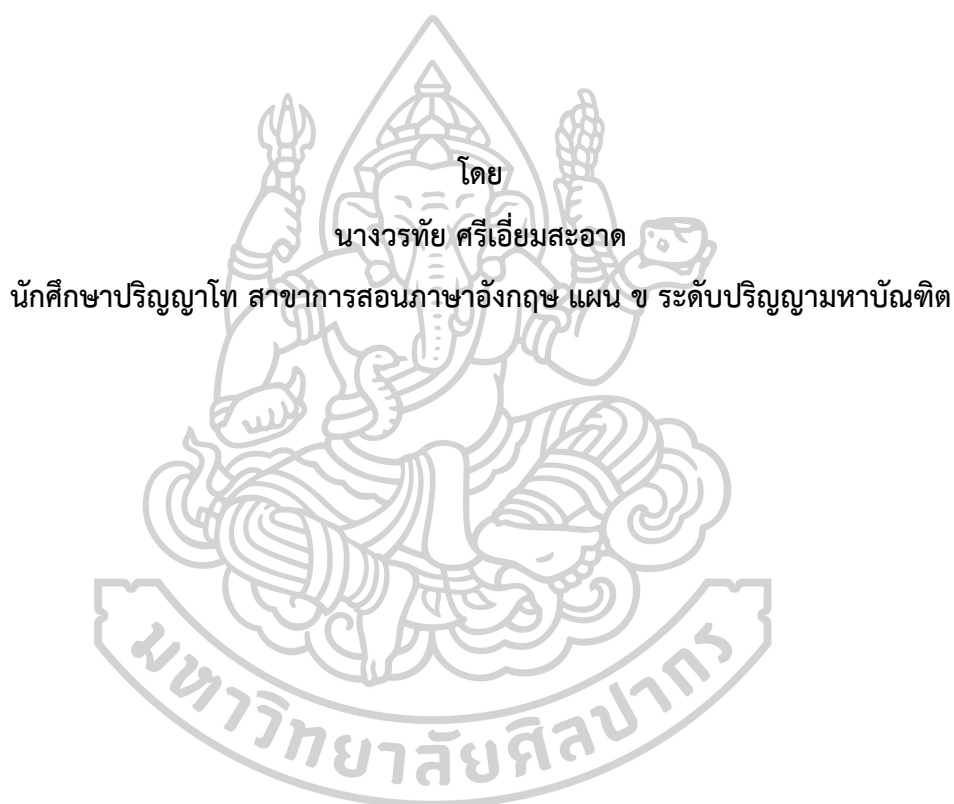 โดย
นางวรทัย ศรีเอี่ยมสะอาด
นักศึกษาปริญญาโท สาขาการสอนภาษาอังกฤษ แผน ข ระดับปริญญามหาบัณฑิต
มหาวิทยาลัยศิลปากร